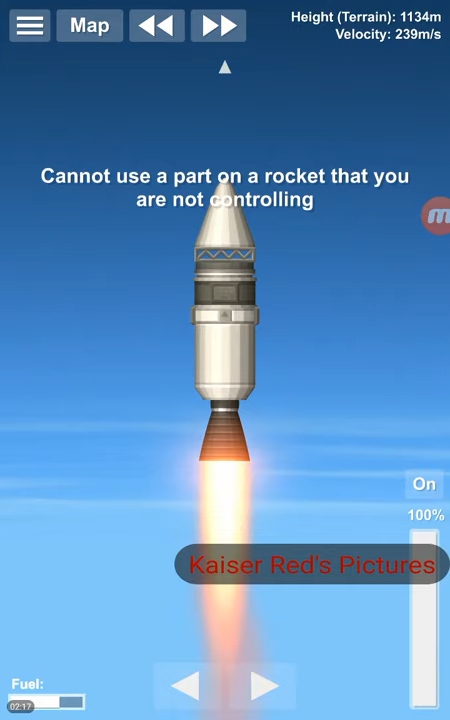 Map
Height (Terrain): 1134m
Velocity: 239m/s
Cannot use a part on a rocket that you
are not controlling
On
100%
Kaiser Red's Pictures
Fuel:
02:17